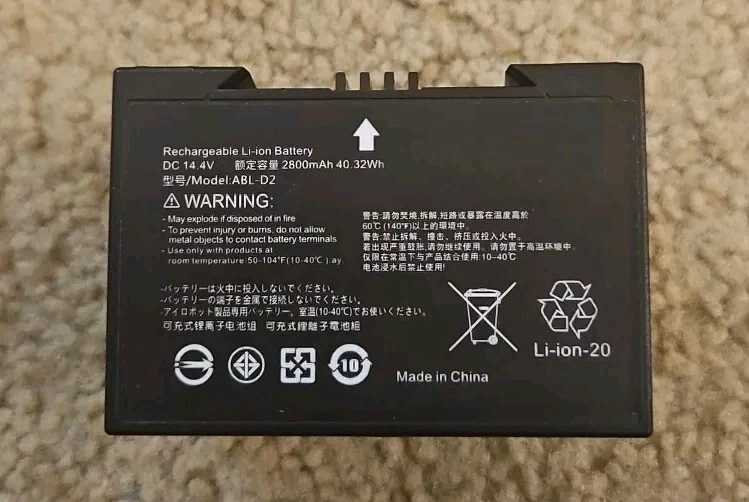 Rechargeable Li-ion Battery
DC 14.4V 额定容量 2800mAh 40.32Wh
型号/Model:ABL-D2
WARNING:
- May explode if disposed of in fire
- To prevent injury or burns, do not allow
metal objects to contact battery terminals
- Use only with products at
room temperature:50-104°F(10-40°C ).ay.
警告:請勿焚燒,拆解,短路或暴露在温度高於
60℃ (140°F)以上的環境中。
警告:禁止拆解、撞击、挤压或投入火中。
若出现严重鼓胀,请勿继续使用。请勿置于高温环境中。
仅限在常温下与产品结合使用:10–40℃
电池浸水后禁止使用!
-バッテリーは火中に投入しないでください。
-バッテリーの端子を金属で接続しないでください。
-アイロボット製品専用バッテリー。室温(10-40℃)でお使いください。
可充式锂离子电池组 可充式鋰離子電池組
10
Li-ion-20
Made in China